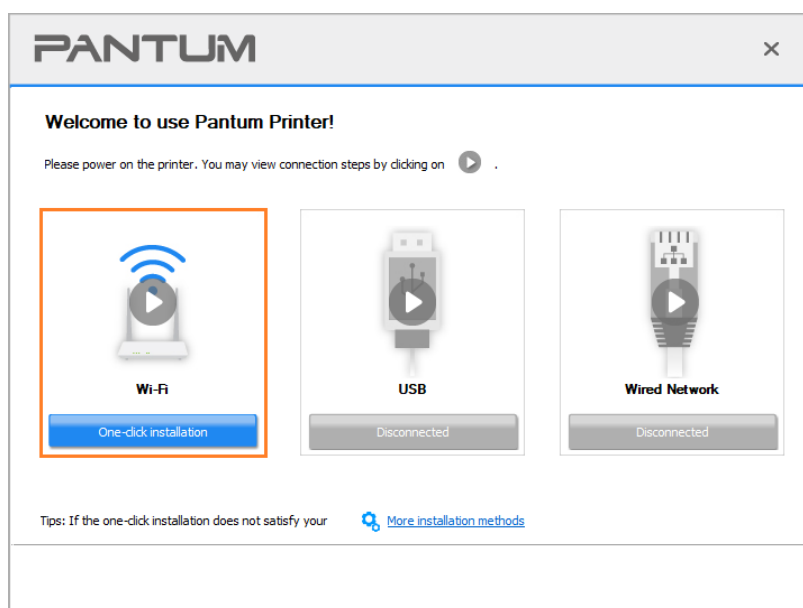 PANTUM
Welcome to use Pantum Printer!
Please power on the printer. You may view connection steps by clicking on .
Wi-Fi
USB
Wired Network
One-click installation
Disconnected
Disconnected
Tips: If the one-click installation does not satisfy your
More installation methods